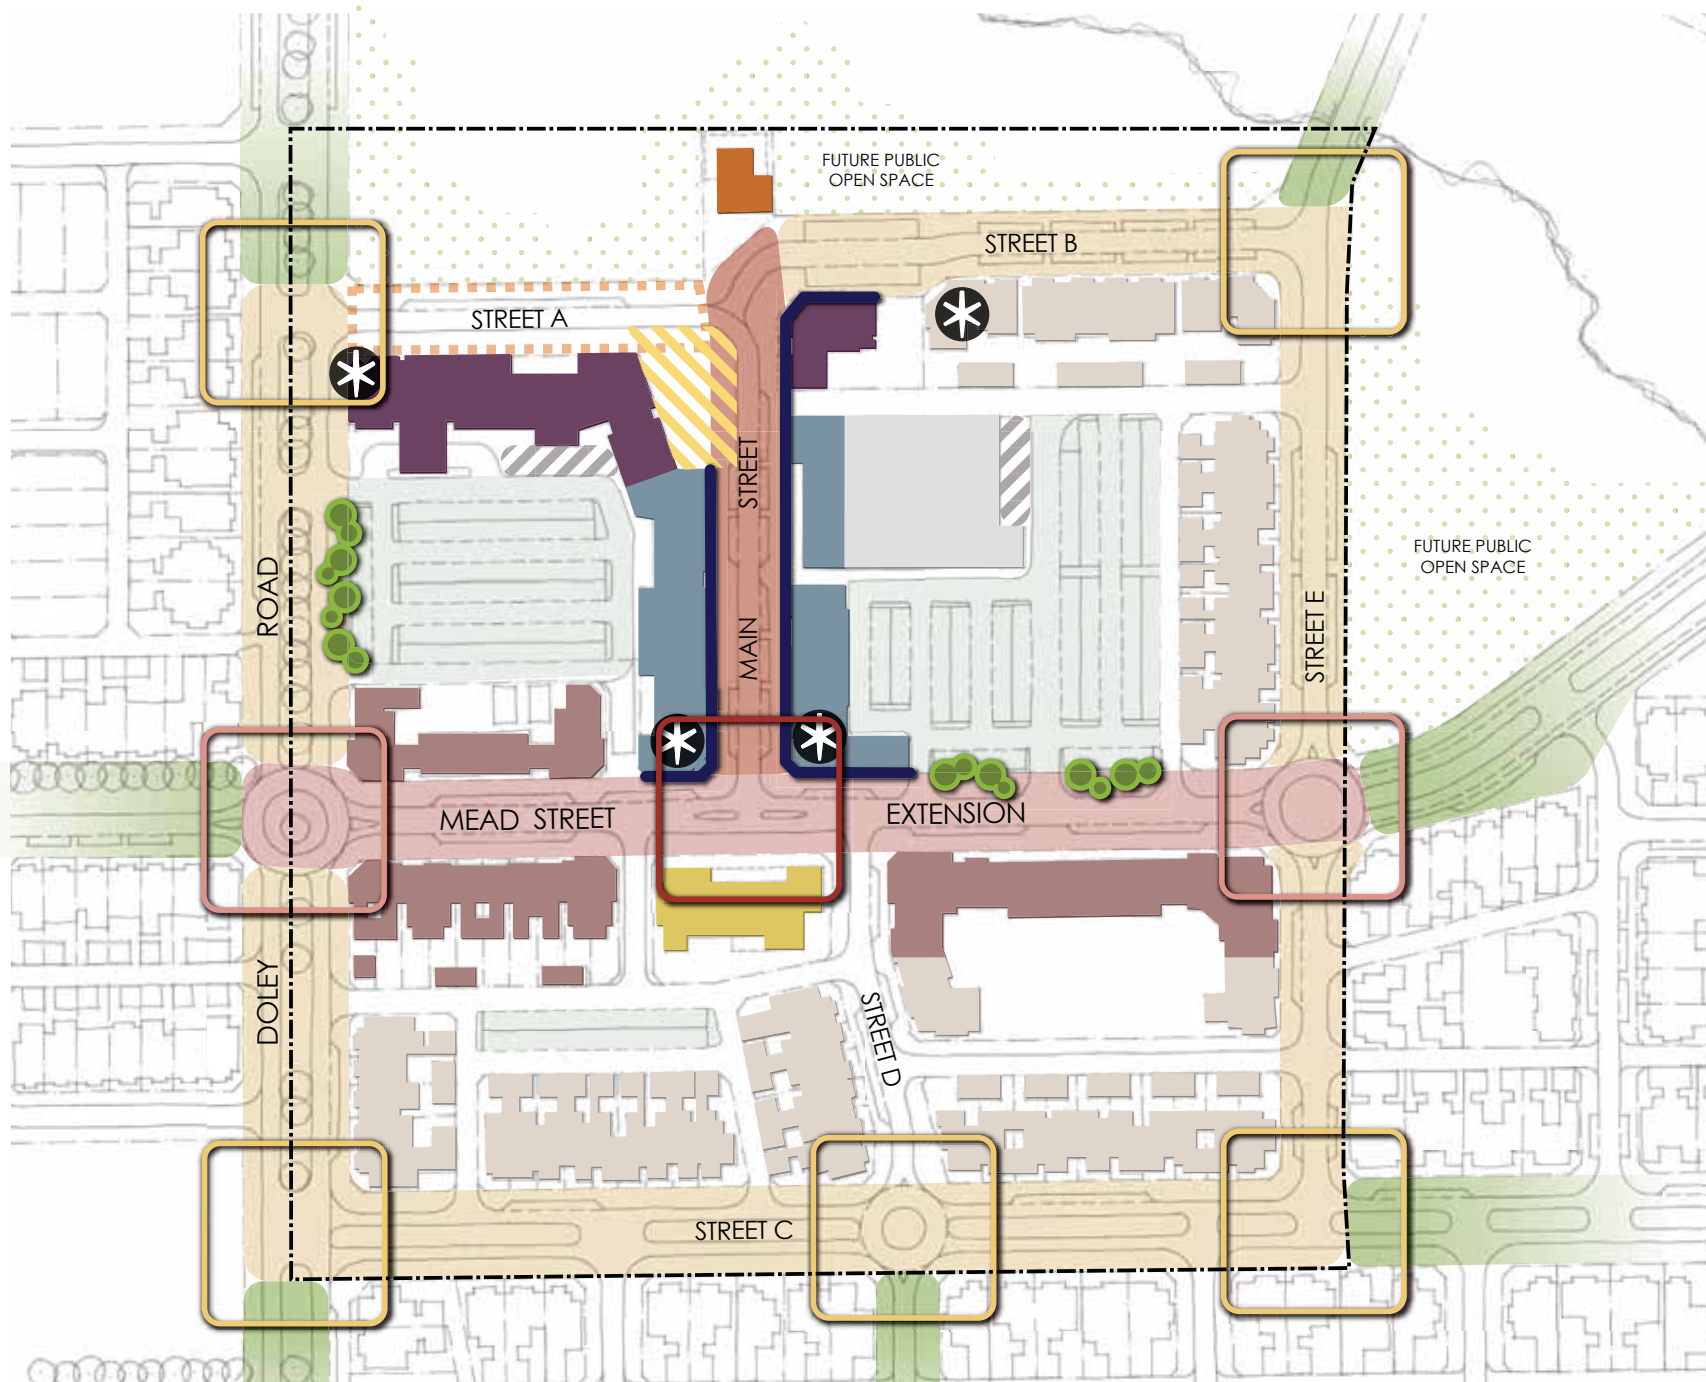 FUTURE PUBLIC
OPEN SPACE
STREET B
STREET A
MAIN STREET
FUTURE PUBLIC
OPEN SPACE
STREET E
DOLEY ROAD
MEAD STREET EXTENSION
STREET D
STREET C